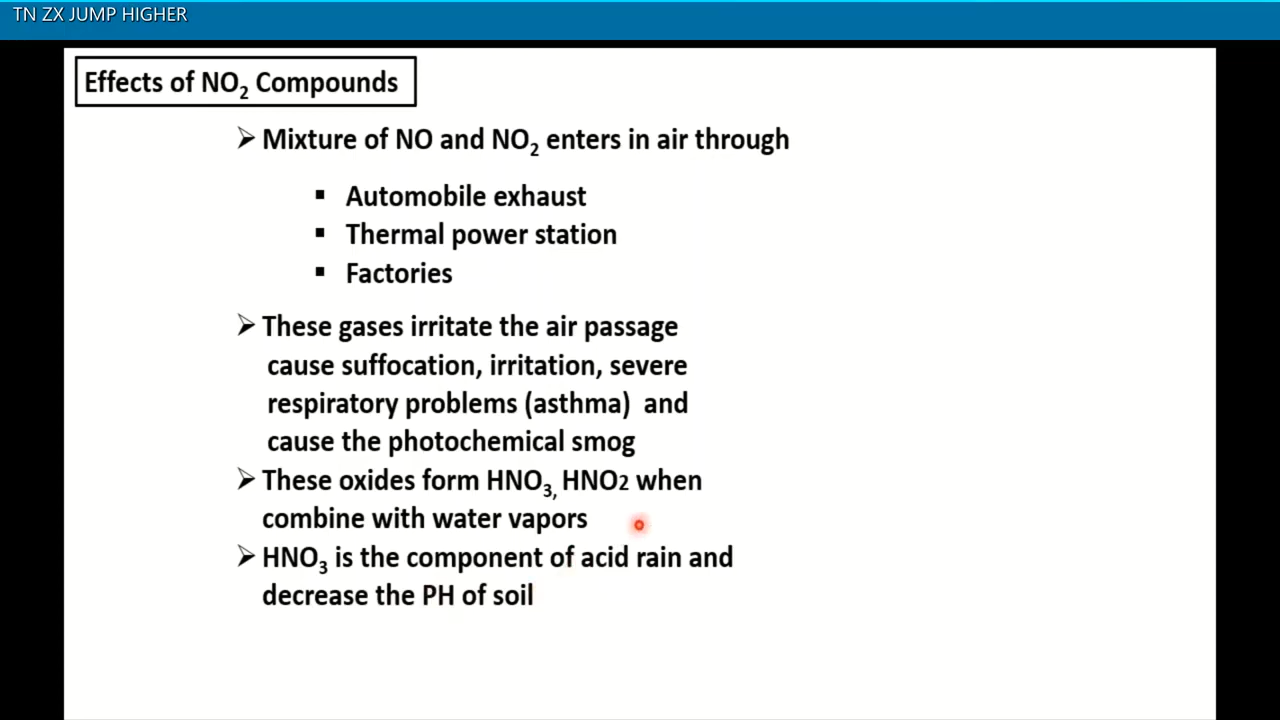 TN ZX JUMP HIGHER
Effects of NO₂ Compounds
➢ Mixture of NO and NO₂ enters in air through
▪ Automobile exhaust
▪ Thermal power station
▪ Factories
➢ These gases irritate the air passage
cause suffocation, irritation, severe
respiratory problems (asthma) and
cause the photochemical smog
➢ These oxides form HNO₃, HNO2 when
combine with water vapors
➢ HNO₃ is the component of acid rain and
decrease the PH of soil